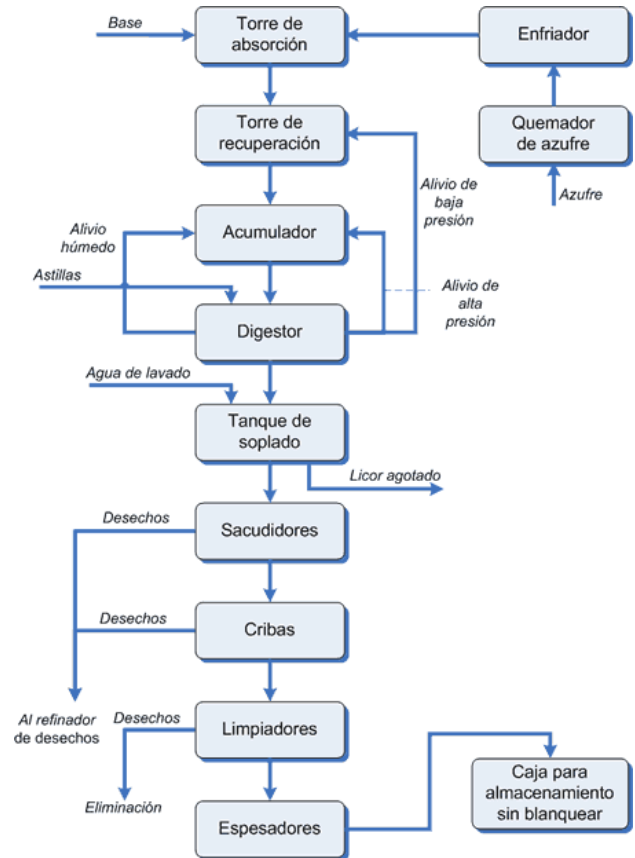 Base
Torre de
absorción
Enfriador
Torre de
recuperación
Quemador
de azufre
Alivio de
baja
presión
Azufre
Alivio
húmedo
Acumulador
Astillas
Alivio de
alta
presión
Digestor
Agua de lavado
Tanque de
soplado
Licor agotado
Desechos
Sacudidores
Desechos
Cribas
Al refinador
de desechos
Desechos
Limpiadores
Eliminación
Caja para
almacenamiento
sin blanquear
Espesadores